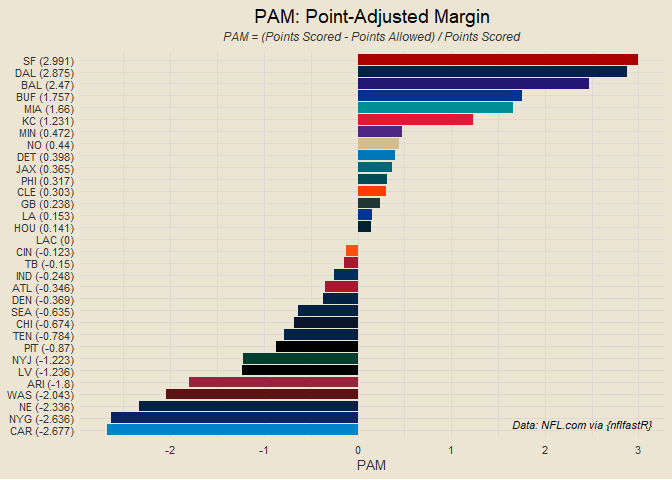 PAM: Point-Adjusted Margin
PAM = (Points Scored - Points Allowed) / Points Scored
SF (2.991)
DAL (2.875)
BAL (2.47)
BUF (1.757)
MIA (1.66)
KC (1.231)
MIN (0.472)
NO (0.44)
DET (0.398)
JAX (0.365)
PHI (0.317)
CLE (0.303)
GB (0.238)
LA (0.153)
HOU (0.141)
LAC (0)
CIN (-0.123)
TB (-0.15)
IND (-0.248)
ATL (-0.346)
DEN (-0.369)
SEA (-0.635)
CHI (-0.674)
TEN (-0.784)
PIT (-0.87)
NYJ (-1.223)
LV (-1.236)
ARI (-1.8)
WAS (-2.043)
NE (-2.336)
NYG (-2.636)
CAR (-2.677)
Data: NFL.com via {nflfastR}
-2 -1 0 1 2 3
PAM